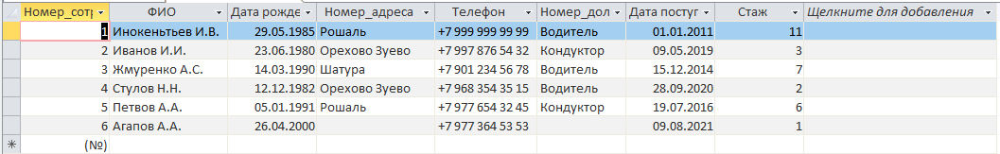 Номер_сотр ФИО Дата рожде Номер_адреса Телефон Номер_дол Дата постуг Стаж Щелкните для добавления
1 Инокентьев И.В. 29.05.1985 Рошаль +7 999 999 99 99 Водитель 01.01.2011 11
2 Иванов И.И. 23.06.1980 Орехово Зуево +7 997 876 54 32 Кондуктор 09.05.2019 3
3 Жмуренко А.С. 14.03.1990 Шатура +7 901 234 56 78 Водитель 15.12.2014 7
4 Стулов Н.Н. 12.12.1982 Орехово Зуево +7 968 354 35 15 Водитель 28.09.2020 2
5 Петвов А.А. 05.01.1991 Рошаль +7 977 654 32 45 Кондуктор 19.07.2016 6
6 Агапов А.А. 26.04.2000 +7 977 364 53 53 09.08.2021 1
(№)